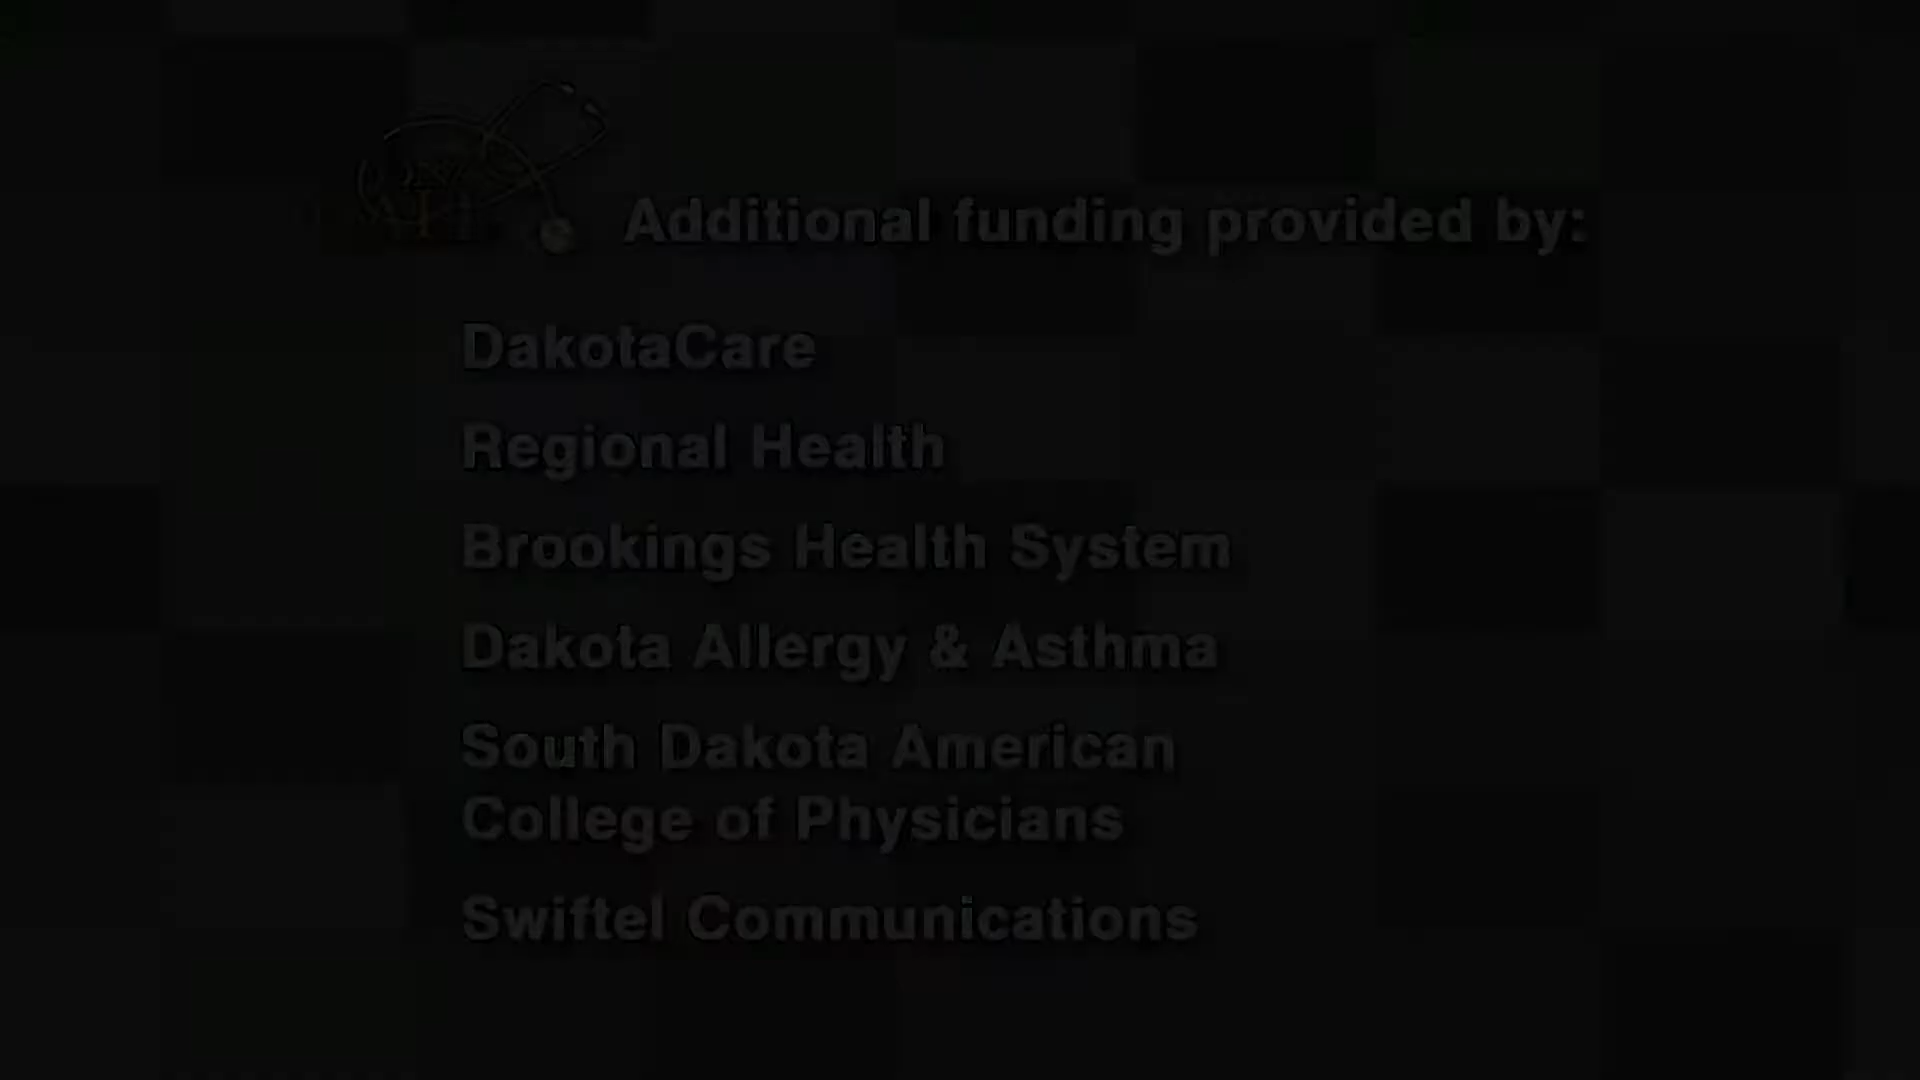 Additional funding provided by:
DakotaCare
Regional Health
Brookings Health System
Dakota Allergy & Asthma
South Dakota American
College of Physicians
Swiftel Communications